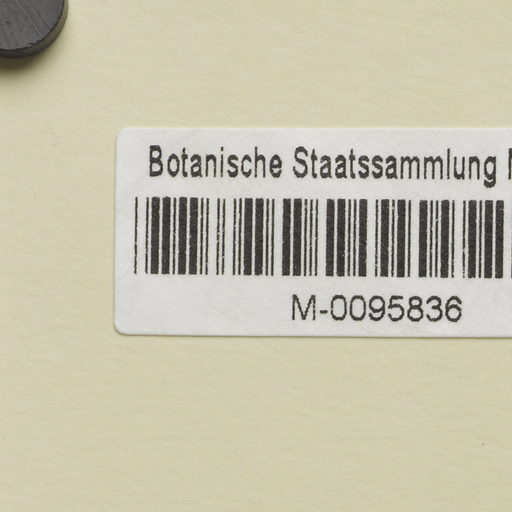 Botanische Staatssammlung
M-0095836